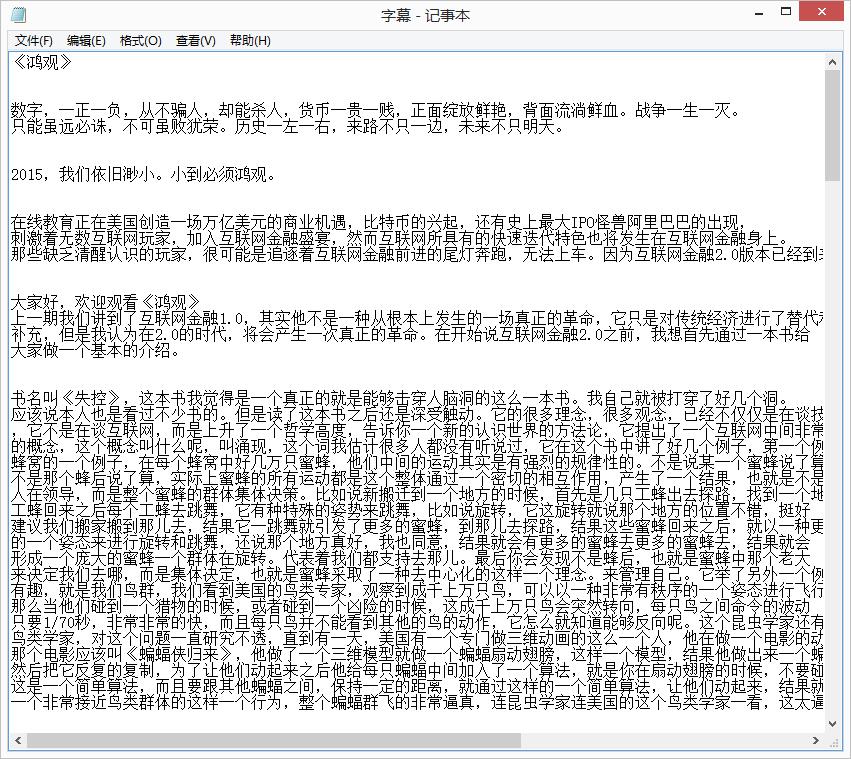 字幕 - 记事本
文件(F) 编辑(E) 格式(O) 查看(V) 帮助(H)
《鸿观》
数字，一正一负，从不骗人，却能杀人，货币一贵一贱，正面绽放鲜艳，背面流淌鲜血。战争一生一灭。
只能虽远必诛，不可虽败犹荣。历史一左一右，来路不只一边，未来不只明天。
2015，我们依旧渺小。小到必须鸿观。
在线教育正在美国创造一场万亿美元的商业机遇，比特币的兴起，还有史上最大IPO怪兽阿里巴巴的出现，
刺激着无数互联网玩家，加入互联网金融盛宴，然而互联网所具有的快速迭代特色也将发生在互联网金融身上。
那些缺乏清醒认识的玩家，很可能是追逐着互联网金融前进的尾灯奔跑，无法上车。因为互联网金融2.0版本已经到
大家好，欢迎观看《鸿观》
上一期我们讲到了互联网金融1.0，其实他不是一种从根本上发生的一场真正的革命，它只是对传统经济进行了替代
补充，但是我认为在2.0的时代，将会产生一次真正的革命。在开始说互联网金融2.0之前，我想首先通过一本书给
大家做一个基本的介绍。
书名叫《失控》，这本书我觉得是一个真正的就是能够击穿人脑洞的这么一本书。我自己就被打穿了好几个洞。
应该说本人也是看过不少书的。但是读了这本书之后还是深受触动。它的很多理念，很多观念，已经不仅仅是在谈技
，它不是在谈互联网，而是上升了一个哲学高度，告诉你一个新的认识世界的方法论，它提出了一个互联网中间非常
的概念，这个概念叫什么呢，叫涌现，这个词我估计很多人都没有听说过，它在这个书中讲了好几个例子，第一个例
蜂窝的一个例子，在每个蜂窝中好几万只蜜蜂，他们中间的运动其实是有强烈的规律性的。不是说某一个蜜蜂说了算
不是那个蜂后说了算，实际上蜜蜂的所有运动都是这个整体通过一个密切的相互作用，产生了一个结果，也就是不是
人在领导，而是整个蜜蜂的群体集体决策。比如说新搬迁到一个地方的时候，首先是几只工蜂出去探路，找到一个地
工蜂回来之后每个工蜂去跳舞，它有种特殊的姿势来跳舞，比如说旋转，它这旋转就说那个地方的位置不错，挺好
建议我们搬家搬到那儿去，结果它一跳舞就引发了更多的蜜蜂，到那儿去探路，结果这些蜜蜂回来之后，就以一种更
的一个姿态来进行旋转和跳舞，还说那个地方真好，我也同意，结果就会有更多的蜜蜂去更多的蜜蜂去，结果就会
形成一个庞大的蜜蜂一个群体在旋转。代表着我们都支持去那儿。最后你会发现不是蜂后，也就是蜜蜂中那个老大
来决定我们去哪，而是集体决定，也就是蜜蜂采取了一种去中心化的这样一个理念。来管理自己。它举了另外一个例
有趣，就是我们鸟群，我们看到美国的鸟类专家，观察到成千上万只鸟，可以以一种非常有秩序的一个姿态进行飞行
那么当他们碰到一个猎物的时候，或者碰到一个凶险的时候，这成千上万只鸟会突然转向，每只鸟之间命令的波动
只要1/70秒，非常非常的快，而且每只鸟并不能看到其他的鸟的动作，它怎么就知道能够反向呢。这个昆虫学家还有
鸟类学家，对这个问题一直研究不透，直到有一天，美国有一个专门做三维动画的这么一个人，他在做一个电影的动
那个电影应该叫《蝙蝠侠归来》，他做了一个三维模型就做一个蝙蝠扇动翅膀，这样一个模型，结果他做出来一个蝙
然后把它反复的复制，为了让他们动起来之后他给每只蝙蝠中间加入了一个算法，就是你在扇动翅膀的时候，不要碰
这是一个简单算法，而且要跟其他蝙蝠之间，保持一定的距离，就通过这样的一个简单算法，让他们动起来，结果就
一个非常接近鸟类群体的这样一个行为，整个蝙蝠群飞的非常逼真，连昆虫学家连美国的这个鸟类学家一看，这太逼